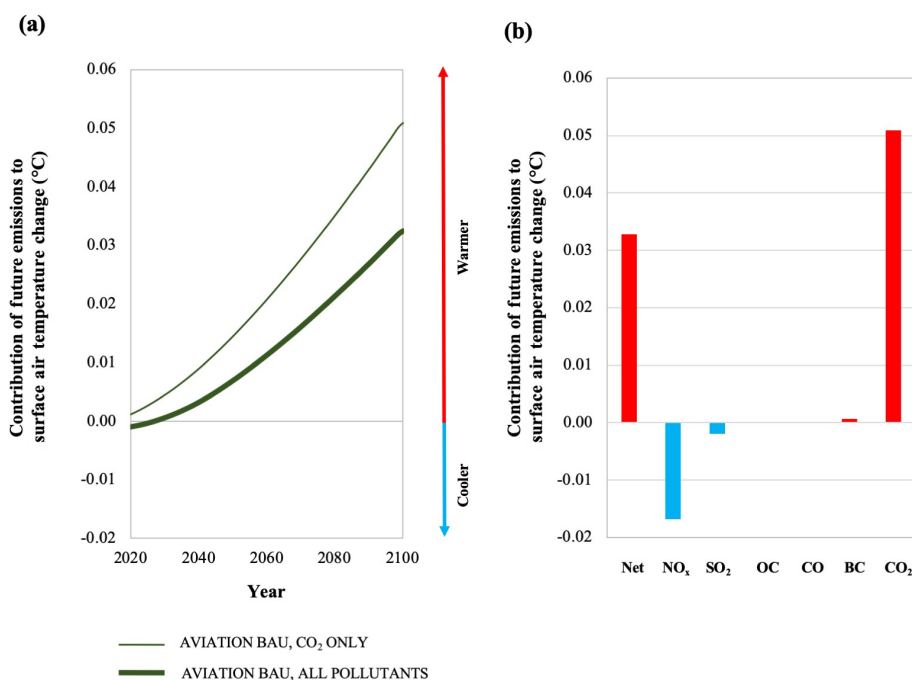 (a)
Contribution of future emissions to
surface air temperature change (°C)
0.06
0.05
0.04
0.03
0.02
0.01
0.00
-0.01
-0.02
2020
2040
2060
2080
2100
Year
Warmer
Cooler
AVIATION BAU, CO₂ ONLY
AVIATION BAU, ALL POLLUTANTS
(b)
Contribution of future emissions to
surface air temperature change (°C)
0.06
0.05
0.04
0.03
0.02
0.01
0.00
-0.01
-0.02
Net
NOₓ
SO₂
OC
CO
BC
CO₂